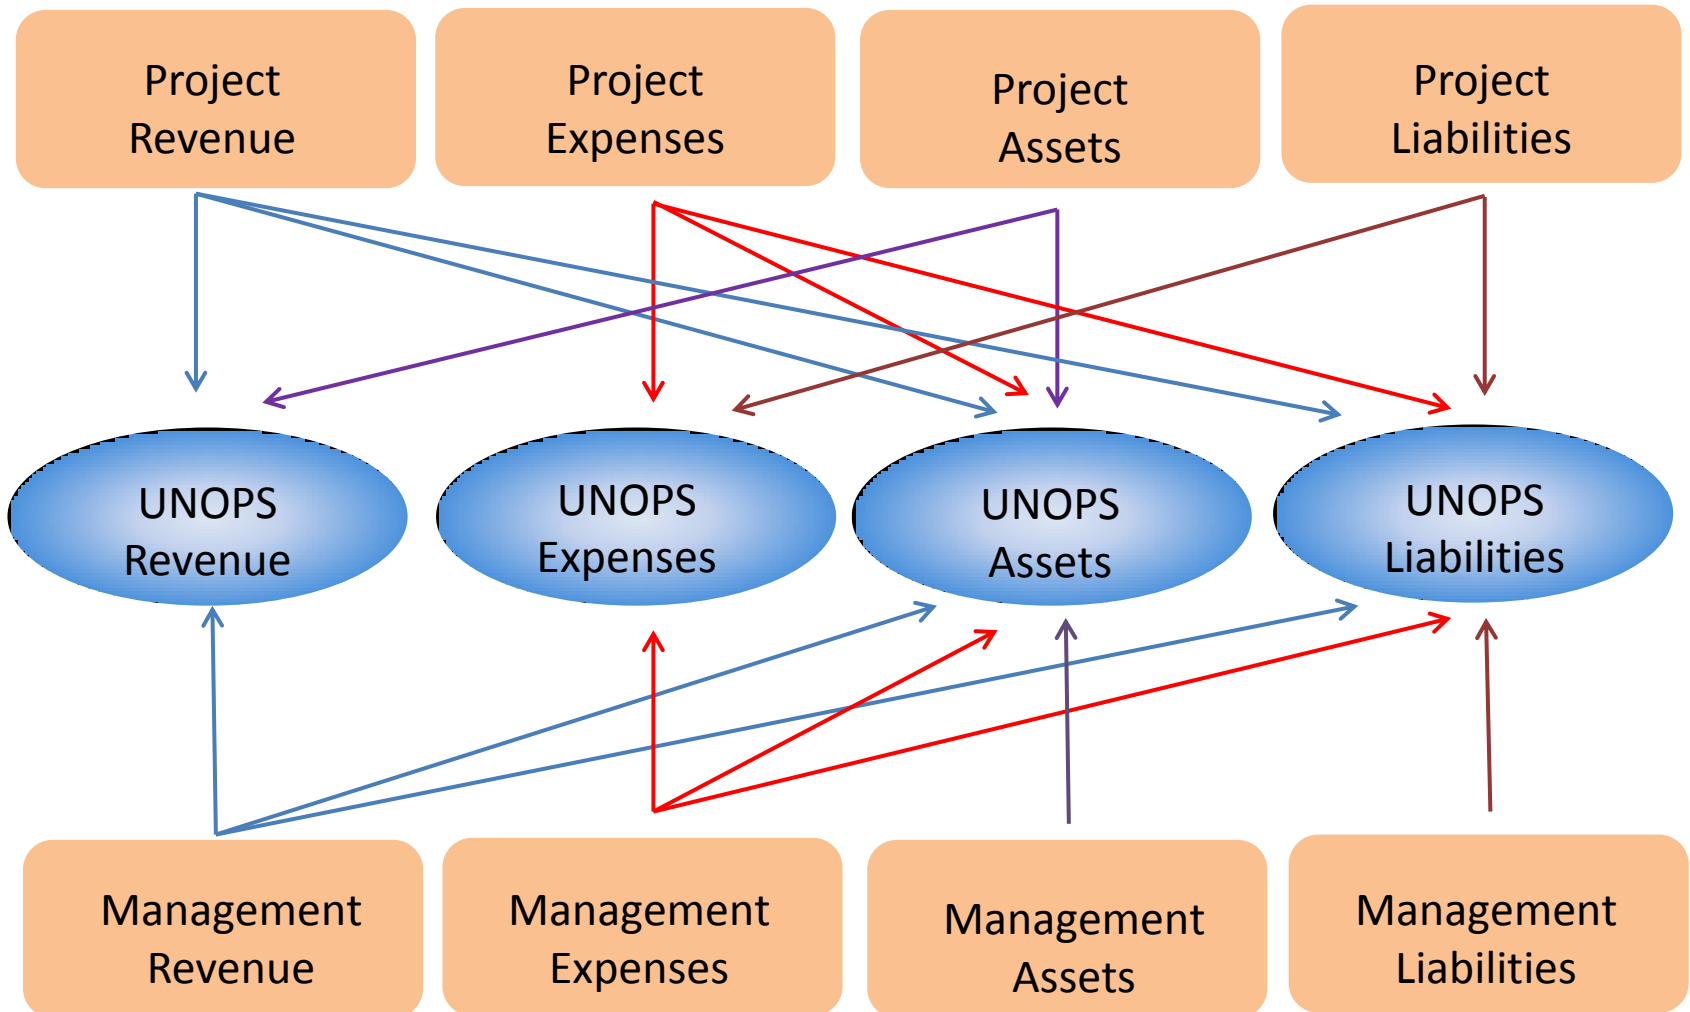 Project
Revenue
Project
Expenses
Project
Assets
Project
Liabilities
UNOPS
Revenue
UNOPS
Expenses
UNOPS
Assets
UNOPS
Liabilities
Management
Revenue
Management
Expenses
Management
Assets
Management
Liabilities